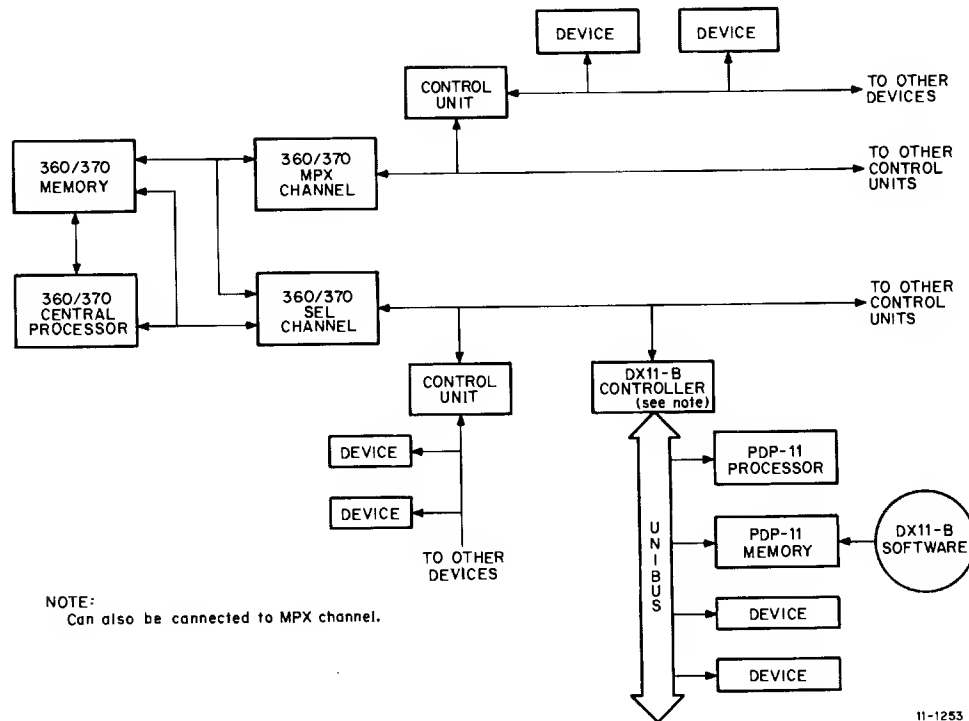 DEVICE
DEVICE
CONTROL
UNIT
TO OTHER
DEVICES
360/370
MEMORY
360/370
MPX
CHANNEL
TO OTHER
CONTROL
UNITS
360/370
CENTRAL
PROCESSOR
360/370
SEL
CHANNEL
TO OTHER
CONTROL
UNITS
CONTROL
UNIT
DX11-B
CONTROLLER
(see note)
DEVICE
DEVICE
TO OTHER
DEVICES
UNIBUS
PDP-11
PROCESSOR
PDP-11
MEMORY
DX11-B
SOFTWARE
DEVICE
DEVICE
NOTE:
Can also be connected to MPX channel.
11-1253